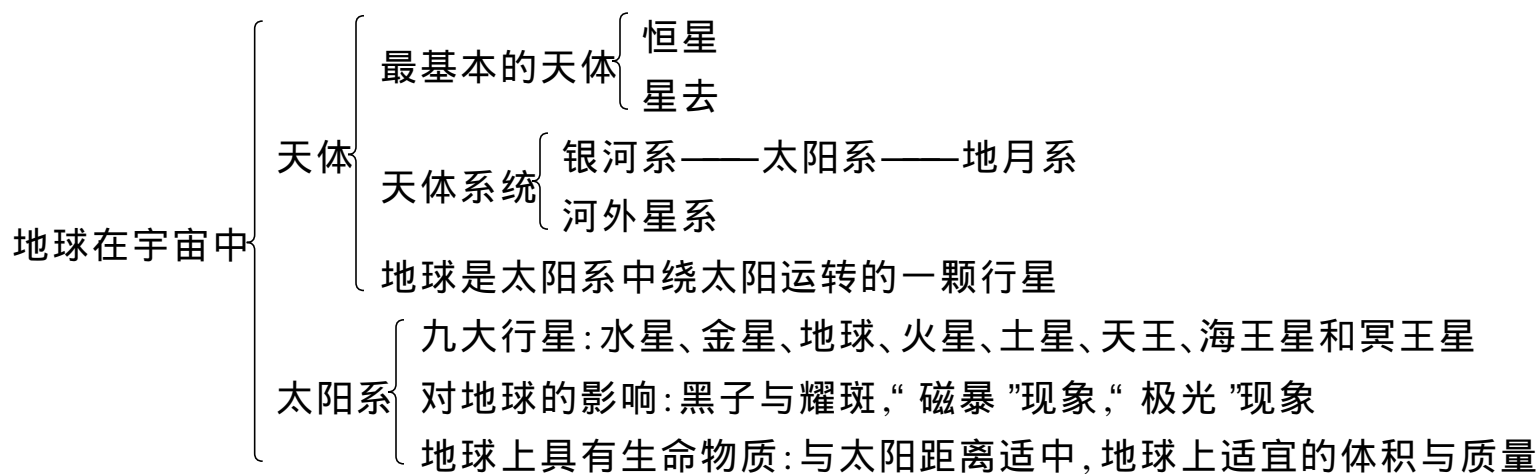 恒星
最基本的天体
星去
银河系——太阳系——地月系
天体
天体系统
河外星系
地球在宇宙中
地球是太阳系中绕太阳运转的一颗行星
九大行星:水星、金星、地球、火星、土星、天王、海王星和冥王星
太阳系
对地球的影响:黑子与耀斑,“磁暴”现象,“极光”现象
地球上具有生命物质:与太阳距离适中,地球上适宜的体积与质量